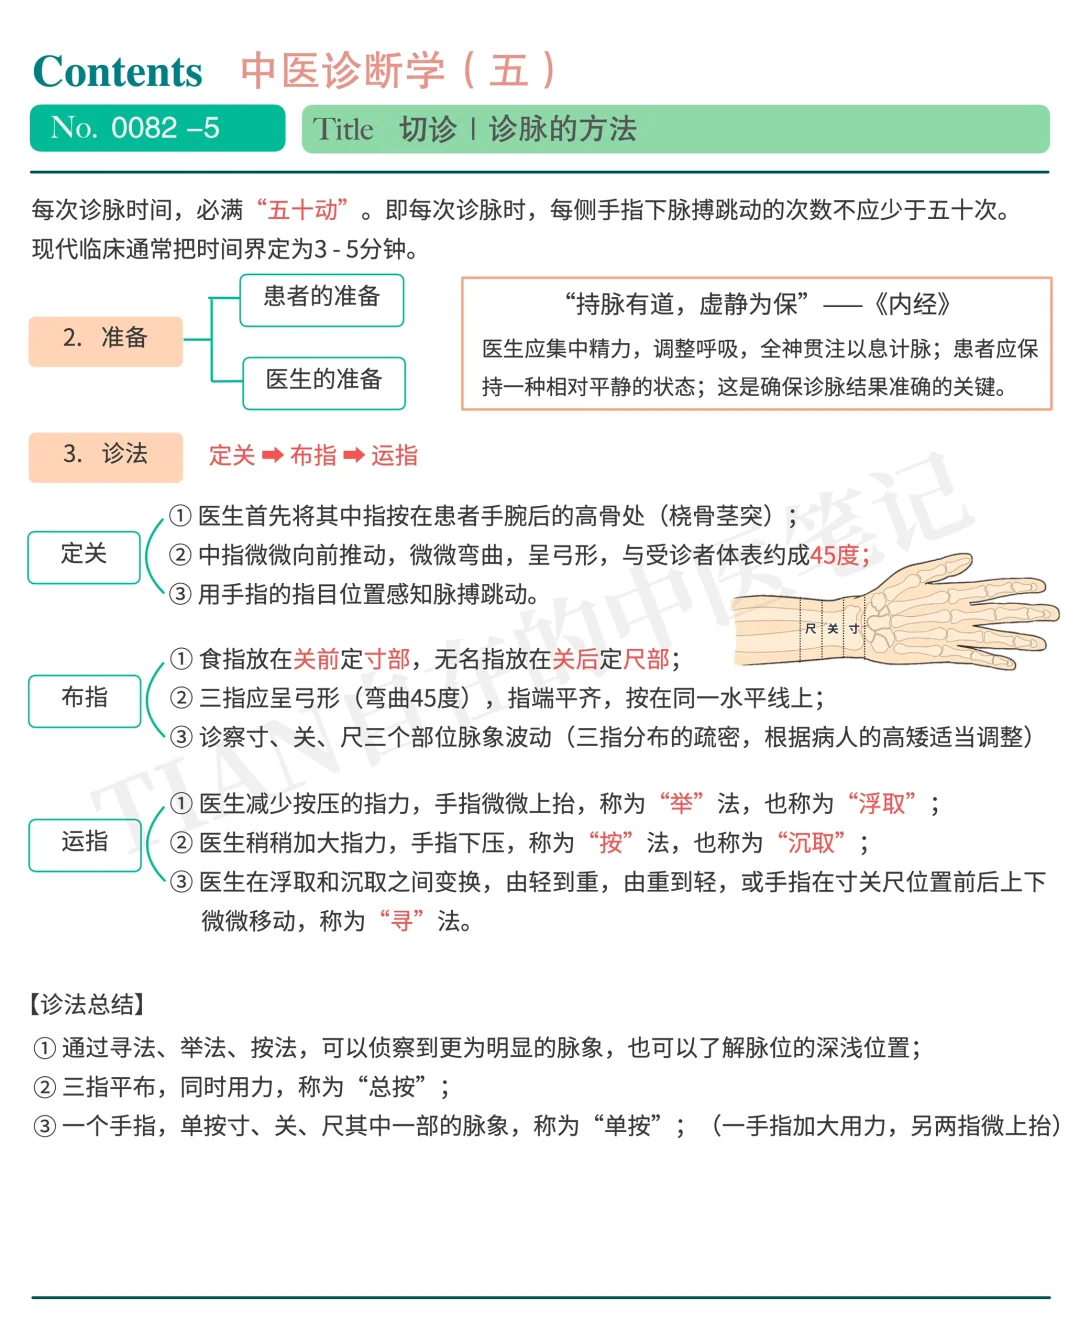 Contents 中医诊断学（五）
No. 0082 –5
Title 切诊 | 诊脉的方法
每次诊脉时间，必满“五十动”。即每次诊脉时，每侧手指下脉搏跳动的次数不应少于五十次。
现代临床通常把时间界定为3 - 5分钟。
2. 准备
患者的准备
医生的准备
“持脉有道，虚静为保”——《内经》
医生应集中精力，调整呼吸，全神贯注以息计脉；患者应保
持一种相对平静的状态；这是确保诊脉结果准确的关键。
3. 诊法 定关➡布指➡运指
定关
① 医生首先将其中指按在患者手腕后的高骨处（桡骨茎突）；
② 中指微微向前推动，微微弯曲，呈弓形，与受诊者体表约成45度；
③ 用手指的指目位置感知脉搏跳动。
尺 关 寸
布指
① 食指放在关前定寸部，无名指放在关后定尺部；
② 三指应呈弓形（弯曲45度），指端平齐，按在同一水平线上；
③ 诊察寸、关、尺三个部位脉象波动（三指分布的疏密，根据病人的高矮适当调整）
运指
① 医生减少按压的指力，手指微微上抬，称为“举”法，也称为“浮取”；
② 医生稍稍加大指力，手指下压，称为“按”法，也称为“沉取”；
③ 医生在浮取和沉取之间变换，由轻到重，由重到轻，或手指在寸关尺位置前后上下
微微移动，称为“寻”法。
【诊法总结】
① 通过寻法、举法、按法，可以侦察到更为明显的脉象，也可以了解脉位的深浅位置；
② 三指平布，同时用力，称为“总按”；
③ 一个手指，单按寸、关、尺其中一部的脉象，称为“单按”；（一手指加大用力，另两指微上抬）
TIAN自在的中医笔记